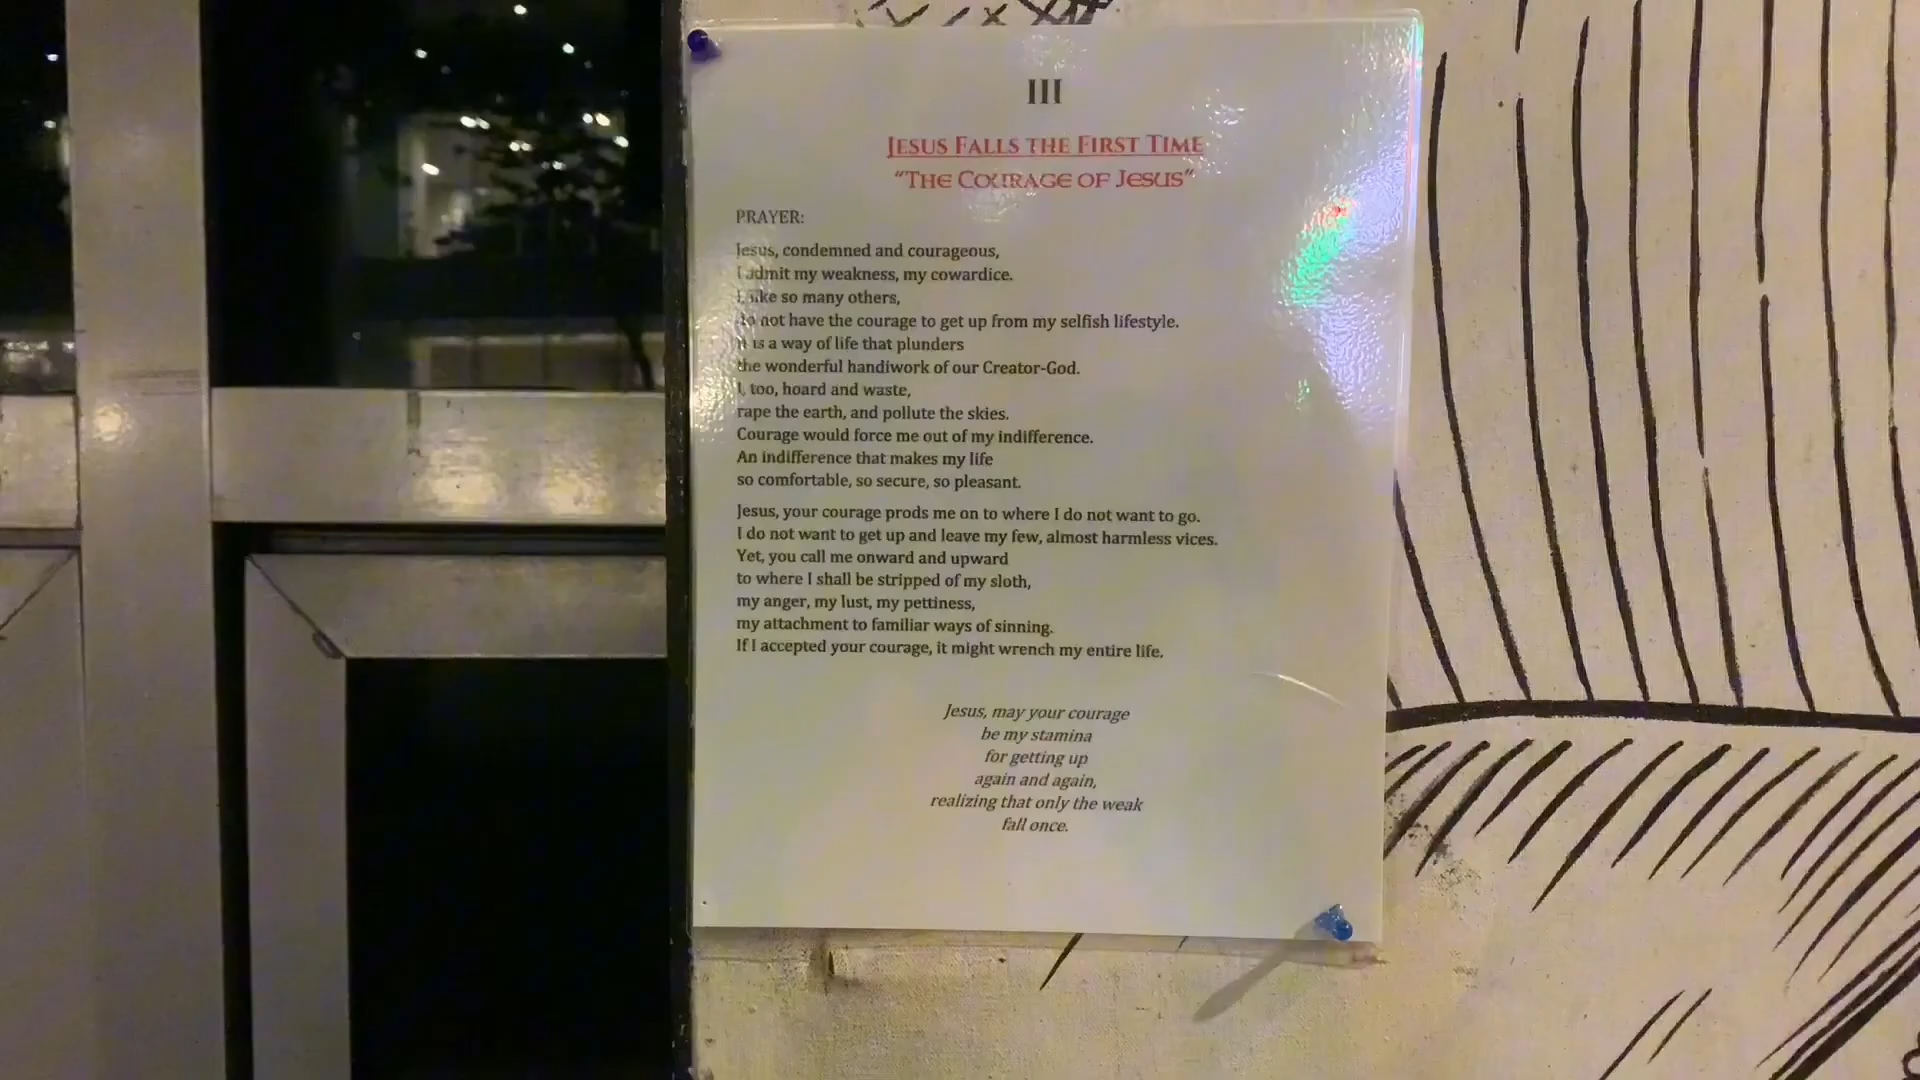 III
JESUS FALLS THE FIRST TIME
"THE COURAGE OF JESUS"
PRAYER:
Jesus, condemned and courageous,
I admit my weakness, my cowardice.
I, like so many others,
do not have the courage to get up from my selfish lifestyle.
It is a way of life that plunders
the wonderful handiwork of our Creator-God.
I, too, hoard and waste,
rape the earth, and pollute the skies.
Courage would force me out of my indifference.
An indifference that makes my life
so comfortable, so secure, so pleasant.
Jesus, your courage prods me on to where I do not want to go.
I do not want to get up and leave my few, almost harmless vices.
Yet, you call me onward and upward
to where I shall be stripped of my sloth,
my anger, my lust, my pettiness,
my attachment to familiar ways of sinning.
If I accepted your courage, it might wrench my entire life.
Jesus, may your courage
be my stamina
for getting up
again and again,
realizing that only the weak
fall once.